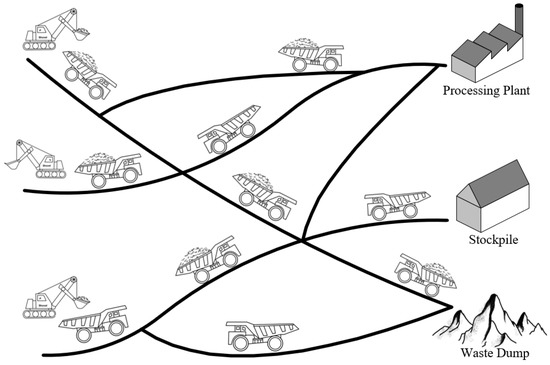 Processing Plant
Stockpile
Waste Dump